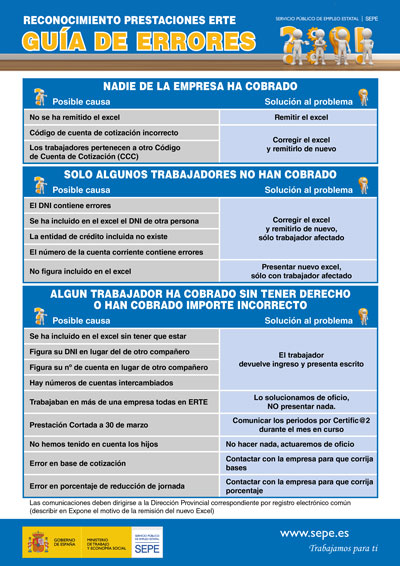 RECONOCIMIENTO PRESTACIONES ERTE
SERVICIO PÚBLICO DE EMPLEO ESTATAL | SEPE
GUÍA DE ERRORES
NADIE DE LA EMPRESA HA COBRADO
Posible causa
Solución al problema
No se ha remitido el excel
Remitir el excel
Código de cuenta de cotización incorrecto
Los trabajadores pertenecen a otro Código
de Cuenta de Cotización (CCC)
Corregir el excel
y remitirlo de nuevo
SOLO ALGUNOS TRABAJADORES NO HAN COBRADO
Posible causa
Solución al problema
El DNI contiene errores
Se ha incluido en el excel el DNI de otra persona
La entidad de crédito incluida no existe
El número de la cuenta corriente contiene errores
Corregir el excel
y remitirlo de nuevo,
sólo trabajador afectado
No figura incluido en el excel
Presentar nuevo excel,
sólo con trabajador afectado
ALGUN TRABAJADOR HA COBRADO SIN TENER DERECHO
O HAN COBRADO IMPORTE INCORRECTO
Posible causa
Solución al problema
Se ha incluido en el excel sin tener que estar
Figura su DNI en lugar del de otro compañero
Figura su nº de cuenta en lugar de otro compañero
Hay números de cuentas intercambiados
El trabajador
devuelve ingreso y presenta escrito
Trabajaban en más de una empresa todas en ERTE
Lo solucionamos de oficio,
NO presentar nada.
Prestación Cortada a 30 de marzo
Comunicar los periodos por Certific@2
durante el mes en curso
No hemos tenido en cuenta los hijos
No hacer nada, actuaremos de oficio
Error en base de cotización
Contactar con la empresa para que corrija
bases
Error en porcentaje de reducción de jornada
Contactar con la empresa para que corrija
porcentaje
Las comunicaciones deben dirigirse a la Dirección Provincial correspondiente por registro electrónico común
(describir en Expone el motivo de la remisión del nuevo Excel)
GOBIERNO
DE ESPAÑA
MINISTERIO
DE TRABAJO
Y ECONOMÍA SOCIAL
SERVICIO PÚBLICO
DE EMPLEO ESTATAL
SEPE
www.sepe.es
Trabajamos para ti